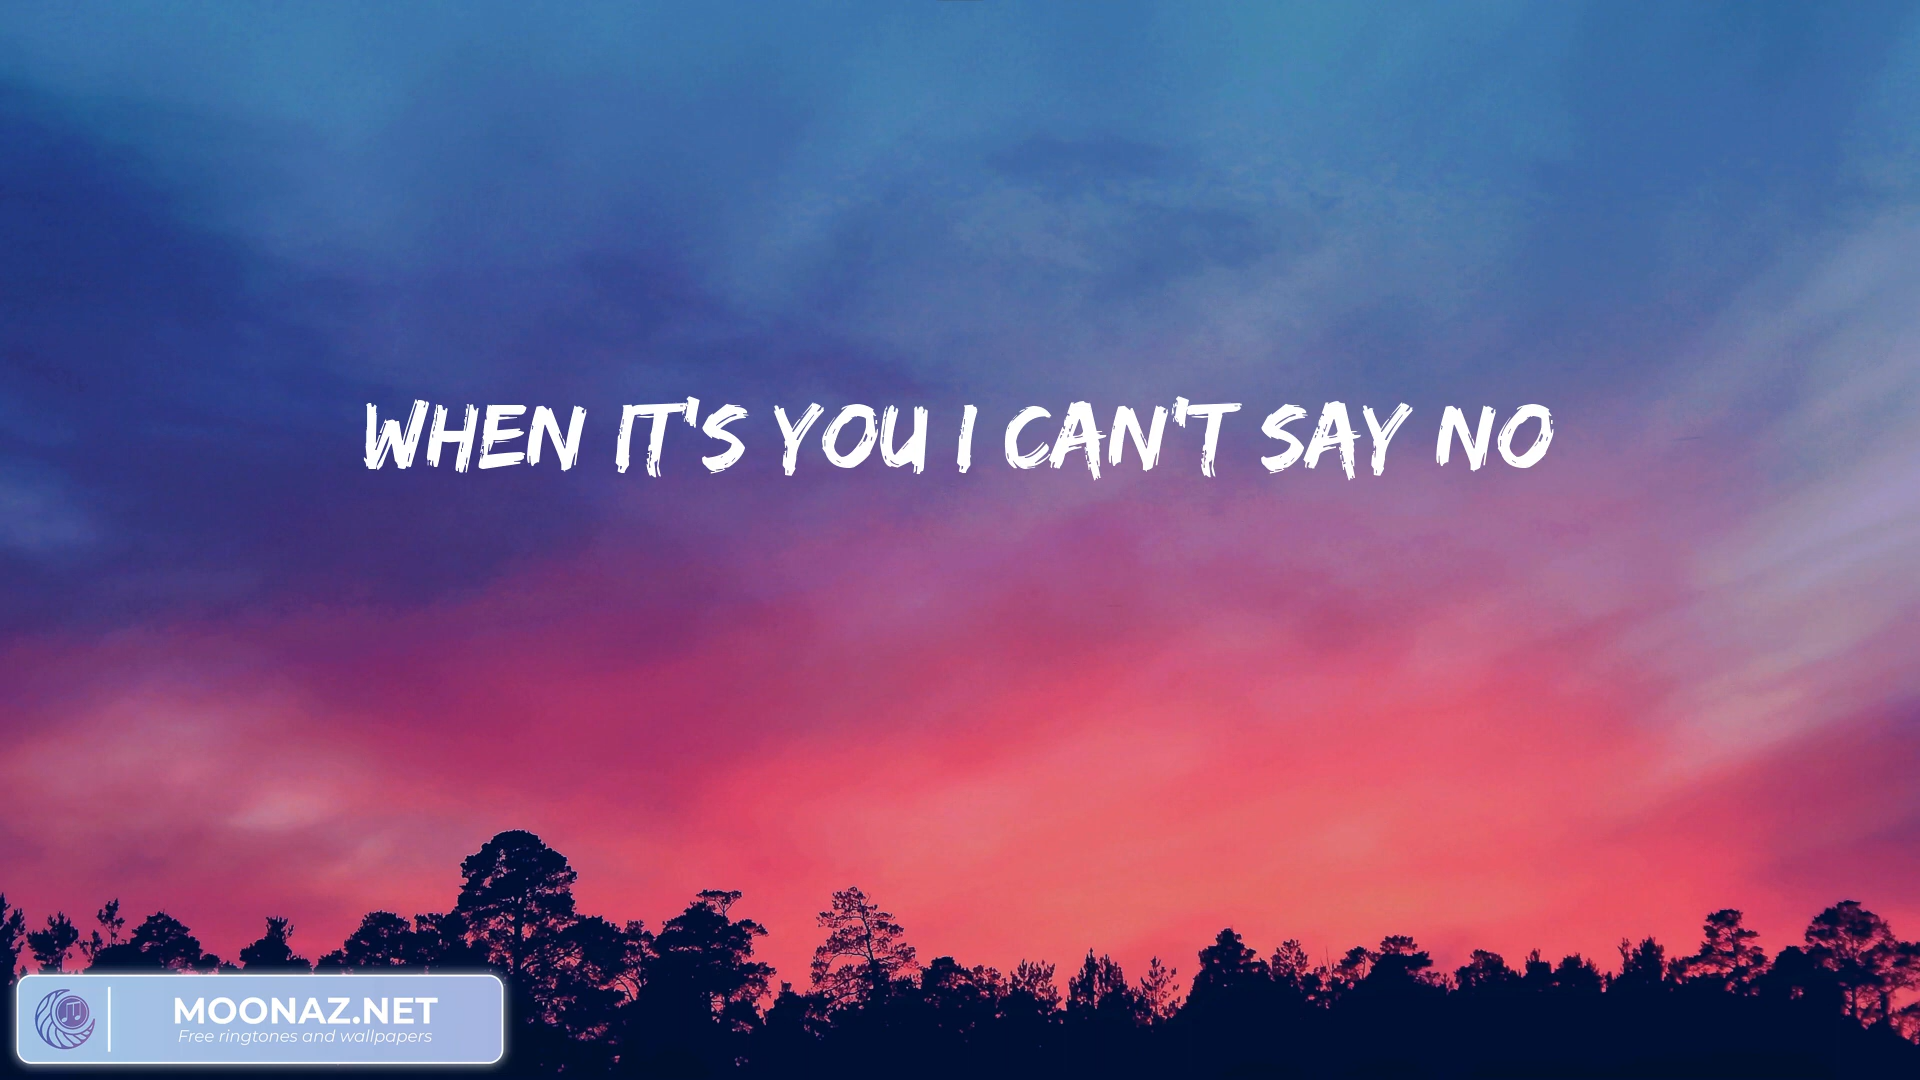 WHEN IT'S YOU I CAN'T SAY NO
MOONAZ.NET
Free ringtones and wallpapers